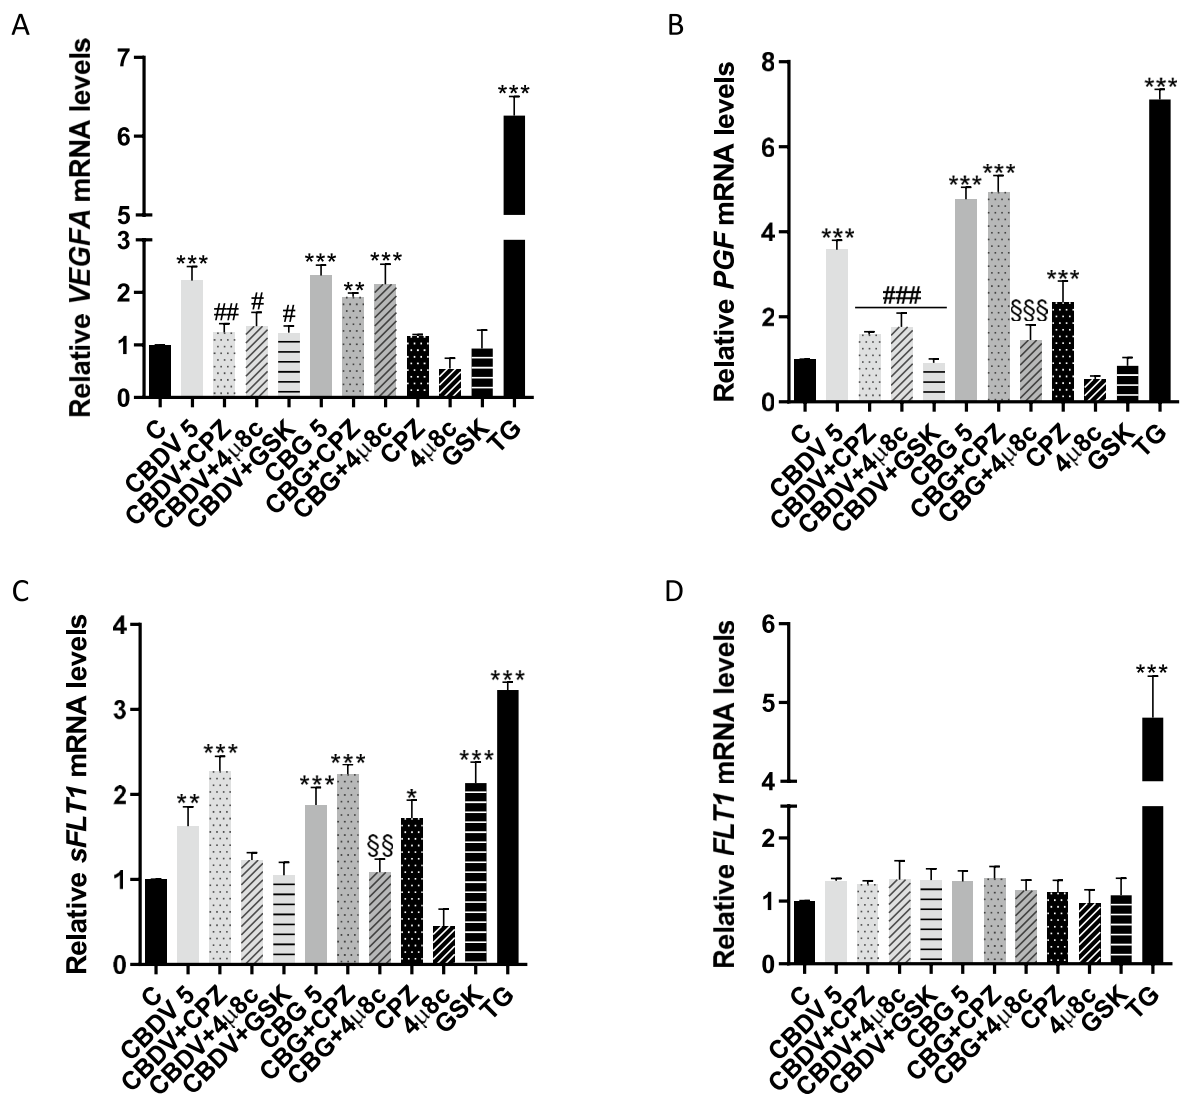 A
Relative VEGFA mRNA levels
7
6
5
3
2
1
0
***
##
#
#
***
**
***
***
C
CBDV 5
CBDV+CPZ
CBDV+4μ8c
CBDV+GSK
CBG 5
CBG+CPZ
CBG+4μ8c
CPZ
4μ8c
GSK
TG
B
Relative PGF mRNA levels
8
6
4
2
0
***
###
***
***
§§§
***
***
C
CBDV 5
CBDV+CPZ
CBDV+4μ8c
CBDV+GSK
CBG 5
CBG+CPZ
CBG+4μ8c
CPZ
4μ8c
GSK
TG
C
Relative sFLT1 mRNA levels
4
3
2
1
0
**
***
***
***
§§
*
***
***
C
CBDV 5
CBDV+CPZ
CBDV+4μ8c
CBDV+GSK
CBG 5
CBG+CPZ
CBG+4μ8c
CPZ
4μ8c
GSK
TG
D
Relative FLT1 mRNA levels
6
5
4
2
1
0
***
C
CBDV 5
CBDV+CPZ
CBDV+4μ8c
CBDV+GSK
CBG 5
CBG+CPZ
CBG+4μ8c
CPZ
4μ8c
GSK
TG